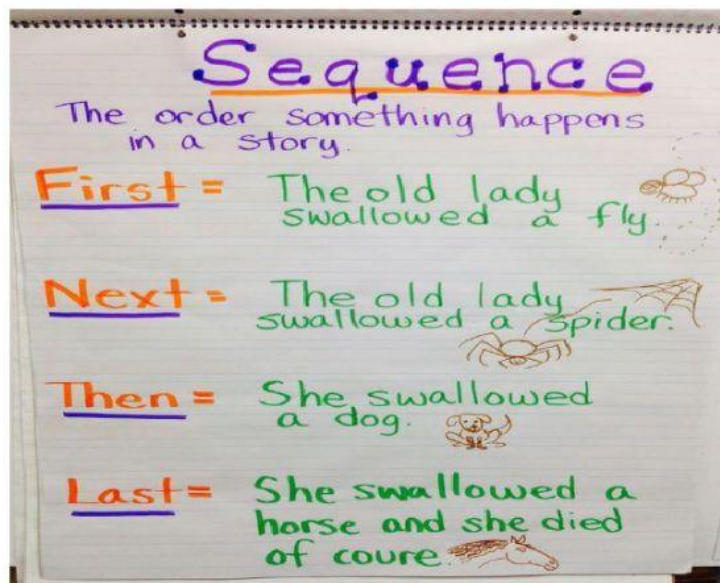 Sequence
The order something happens
in a story.
First = The old lady
swallowed a fly.
Next = The old lady
swallowed a spider.
Then = She swallowed
a dog.
Last = She swallowed a
horse and she died
of coure.